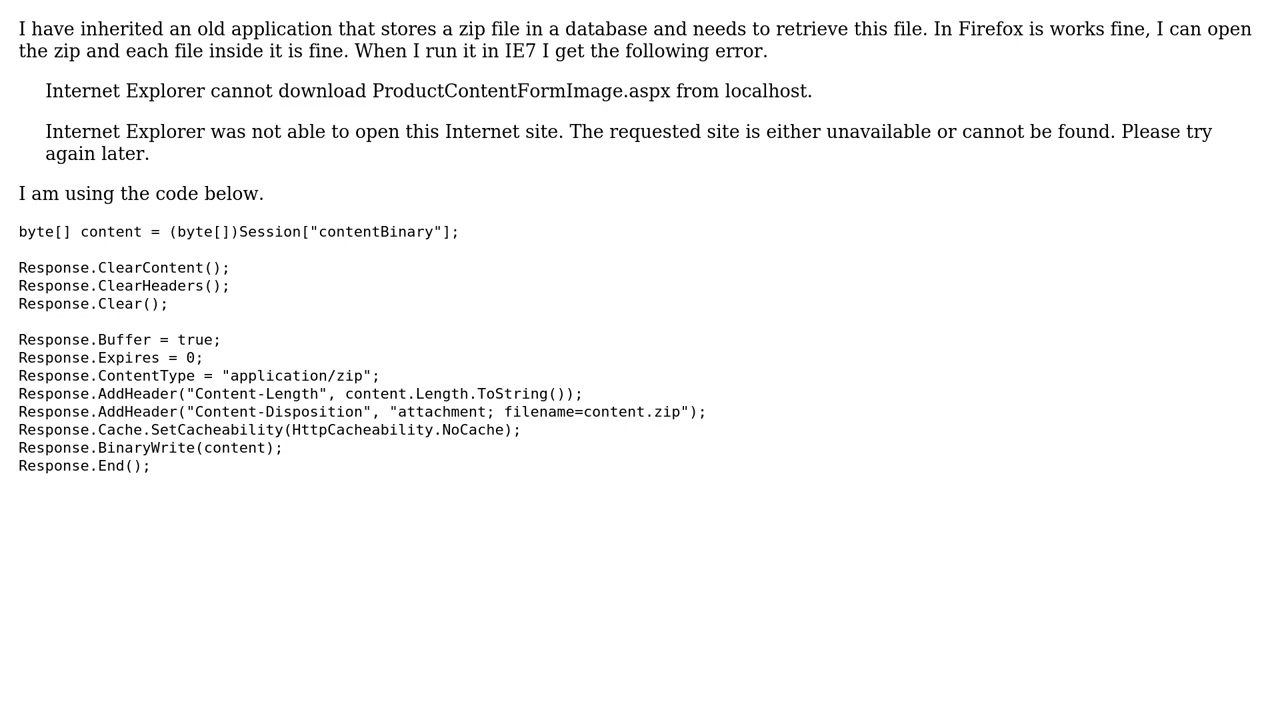 I have inherited an old application that stores a zip file in a database and needs to retrieve this file. In Firefox is works fine, I can open
the zip and each file inside it is fine. When I run it in IE7 I get the following error.
Internet Explorer cannot download ProductContentFormImage.aspx from localhost.
Internet Explorer was not able to open this Internet site. The requested site is either unavailable or cannot be found. Please try
again later.
I am using the code below.
byte[] content = (byte[])Session["contentBinary"];
Response.ClearContent();
Response.ClearHeaders();
Response.Clear();
Response.Buffer = true;
Response.Expires = 0;
Response.ContentType = "application/zip";
Response.AddHeader("Content-Length", content.Length.ToString());
Response.AddHeader("Content-Disposition", "attachment; filename=content.zip");
Response.Cache.SetCacheability(HttpCacheability.NoCache);
Response.BinaryWrite(content);
Response.End();